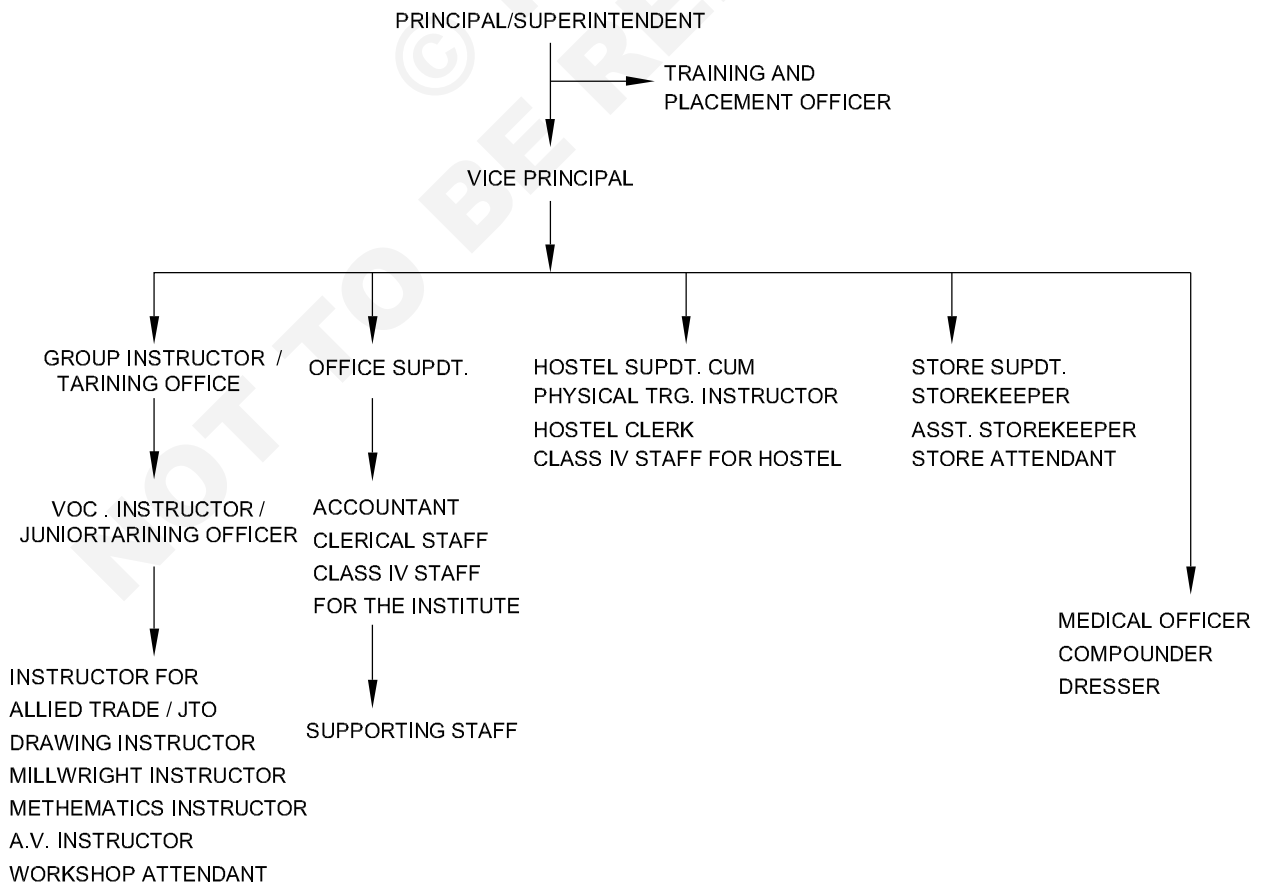 PRINCIPAL/SUPERINTENDENT
TRAINING AND
PLACEMENT OFFICER
VICE PRINCIPAL
GROUP INSTRUCTOR /
TARINING OFFICE
OFFICE SUPDT.
HOSTEL SUPDT. CUM
PHYSICAL TRG. INSTRUCTOR
HOSTEL CLERK
CLASS IV STAFF FOR HOSTEL
STORE SUPDT.
STOREKEEPER
ASST. STOREKEEPER
STORE ATTENDANT
VOC . INSTRUCTOR /
JUNIORTARINING OFFICER
ACCOUNTANT
CLERICAL STAFF
CLASS IV STAFF
FOR THE INSTITUTE
MEDICAL OFFICER
COMPOUNDER
DRESSER
INSTRUCTOR FOR
ALLIED TRADE / JTO
DRAWING INSTRUCTOR
MILLWRIGHT INSTRUCTOR
METHEMATICS INSTRUCTOR
A.V. INSTRUCTOR
WORKSHOP ATTENDANT
SUPPORTING STAFF
©
NOT TO BE